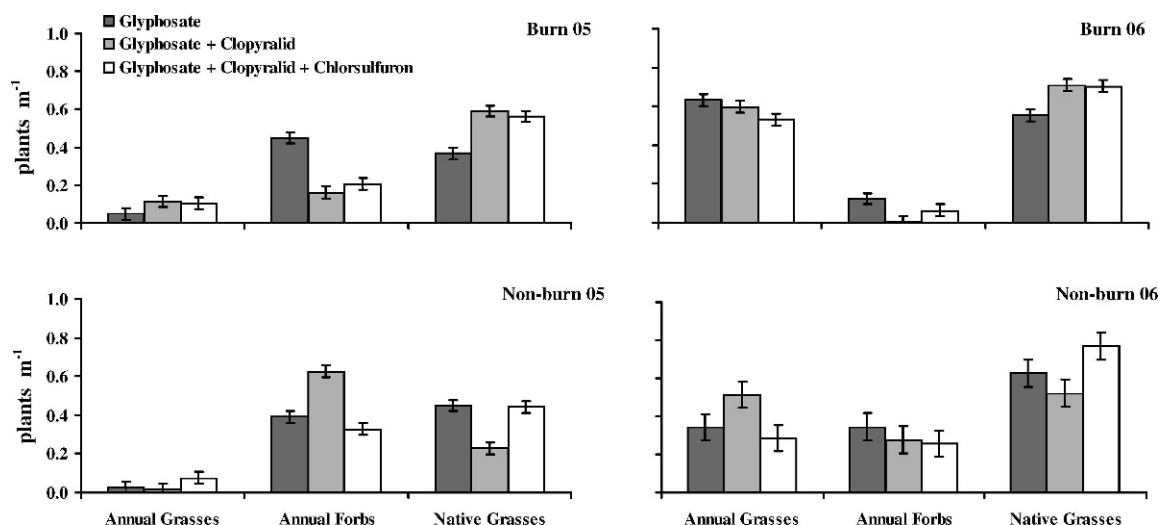 Glyphosate
Glyphosate + Clopyralid
Glyphosate + Clopyralid + Chlorsulfuron
Burn 05
Burn 06
plants m⁻¹
1.0
0.8
0.6
0.4
0.2
0.0
Non-burn 05
Non-burn 06
plants m⁻¹
1.0
0.8
0.6
0.4
0.2
0.0
Annual Grasses Annual Forbs Native Grasses
Annual Grasses Annual Forbs Native Grasses